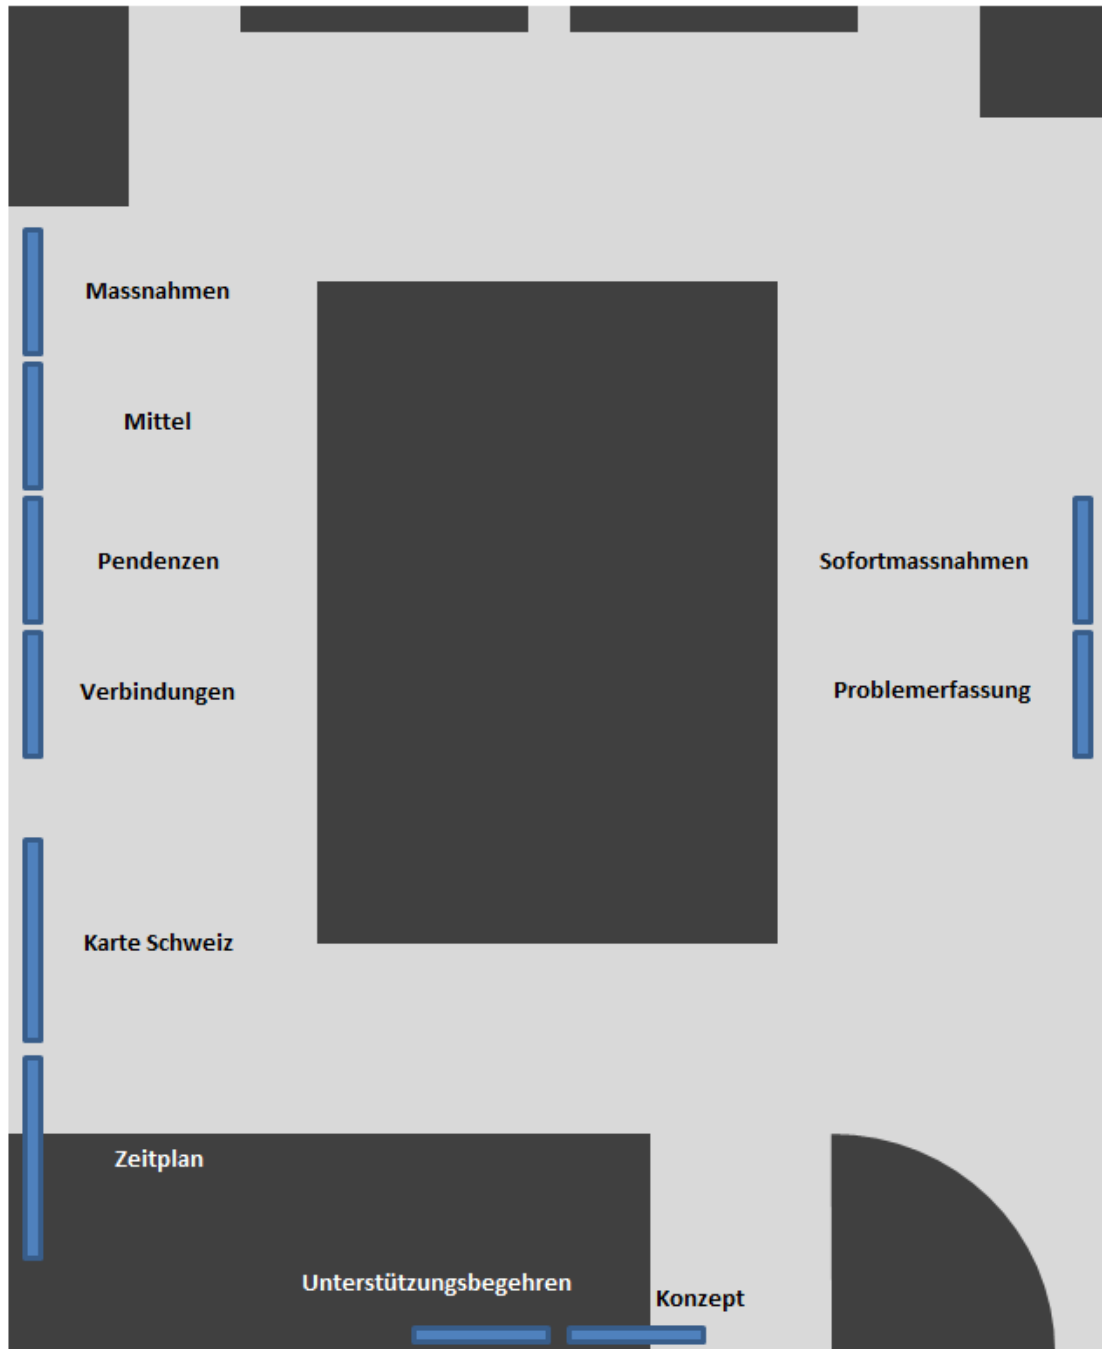 Massnahmen
Mittel
Pendenzen
Sofortmassnahmen
Verbindungen
Problemerfassung
Karte Schweiz
Zeitplan
Unterstützungsbegehren
Konzept